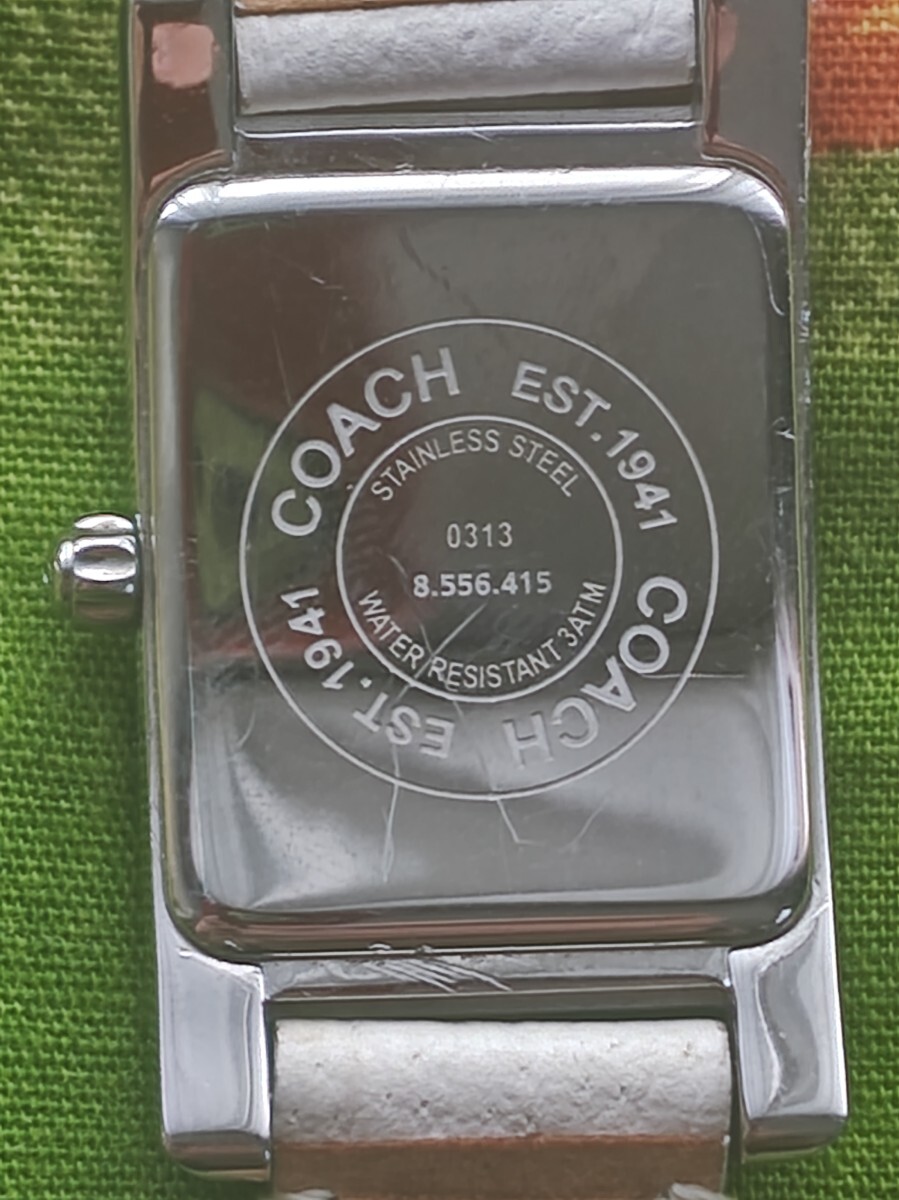 COACH EST. 1941 COACH EST. 1941
STAINLESS STEEL
0313
8.556.415
WATER RESISTANT 3ATM